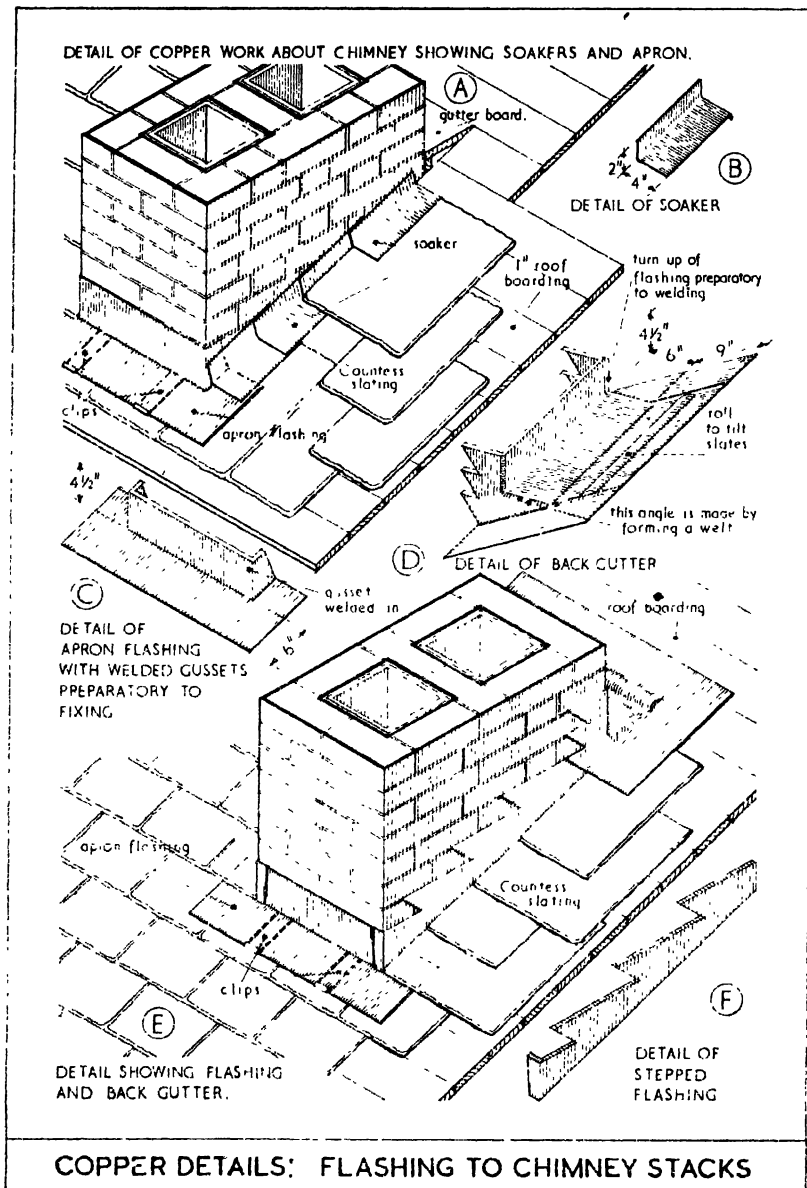 DETAIL OF COPPER WORK ABOUT CHIMNEY SHOWING SOAKERS AND APRON.
A
gutter board.
B
2"
4"
DETAIL OF SOAKER
soaker
1" roof
boarding
turn up of
flashing preparatory
to welding
4½"
6"
9"
Countess
slating
clips
apron flashing
roll
to tilt
slates
4½"
this angle is made by
forming a welt
D
DETAIL OF BACK GUTTER
C
gusset
welded in
6"
roof boarding
DETAIL OF
APRON FLASHING
WITH WELDED GUSSETS
PREPARATORY TO
FIXING
apron flashing
Countess
slating
clips
E
F
DETAIL SHOWING FLASHING
AND BACK GUTTER.
DETAIL OF
STEPPED
FLASHING
COPPER DETAILS: FLASHING TO CHIMNEY STACKS